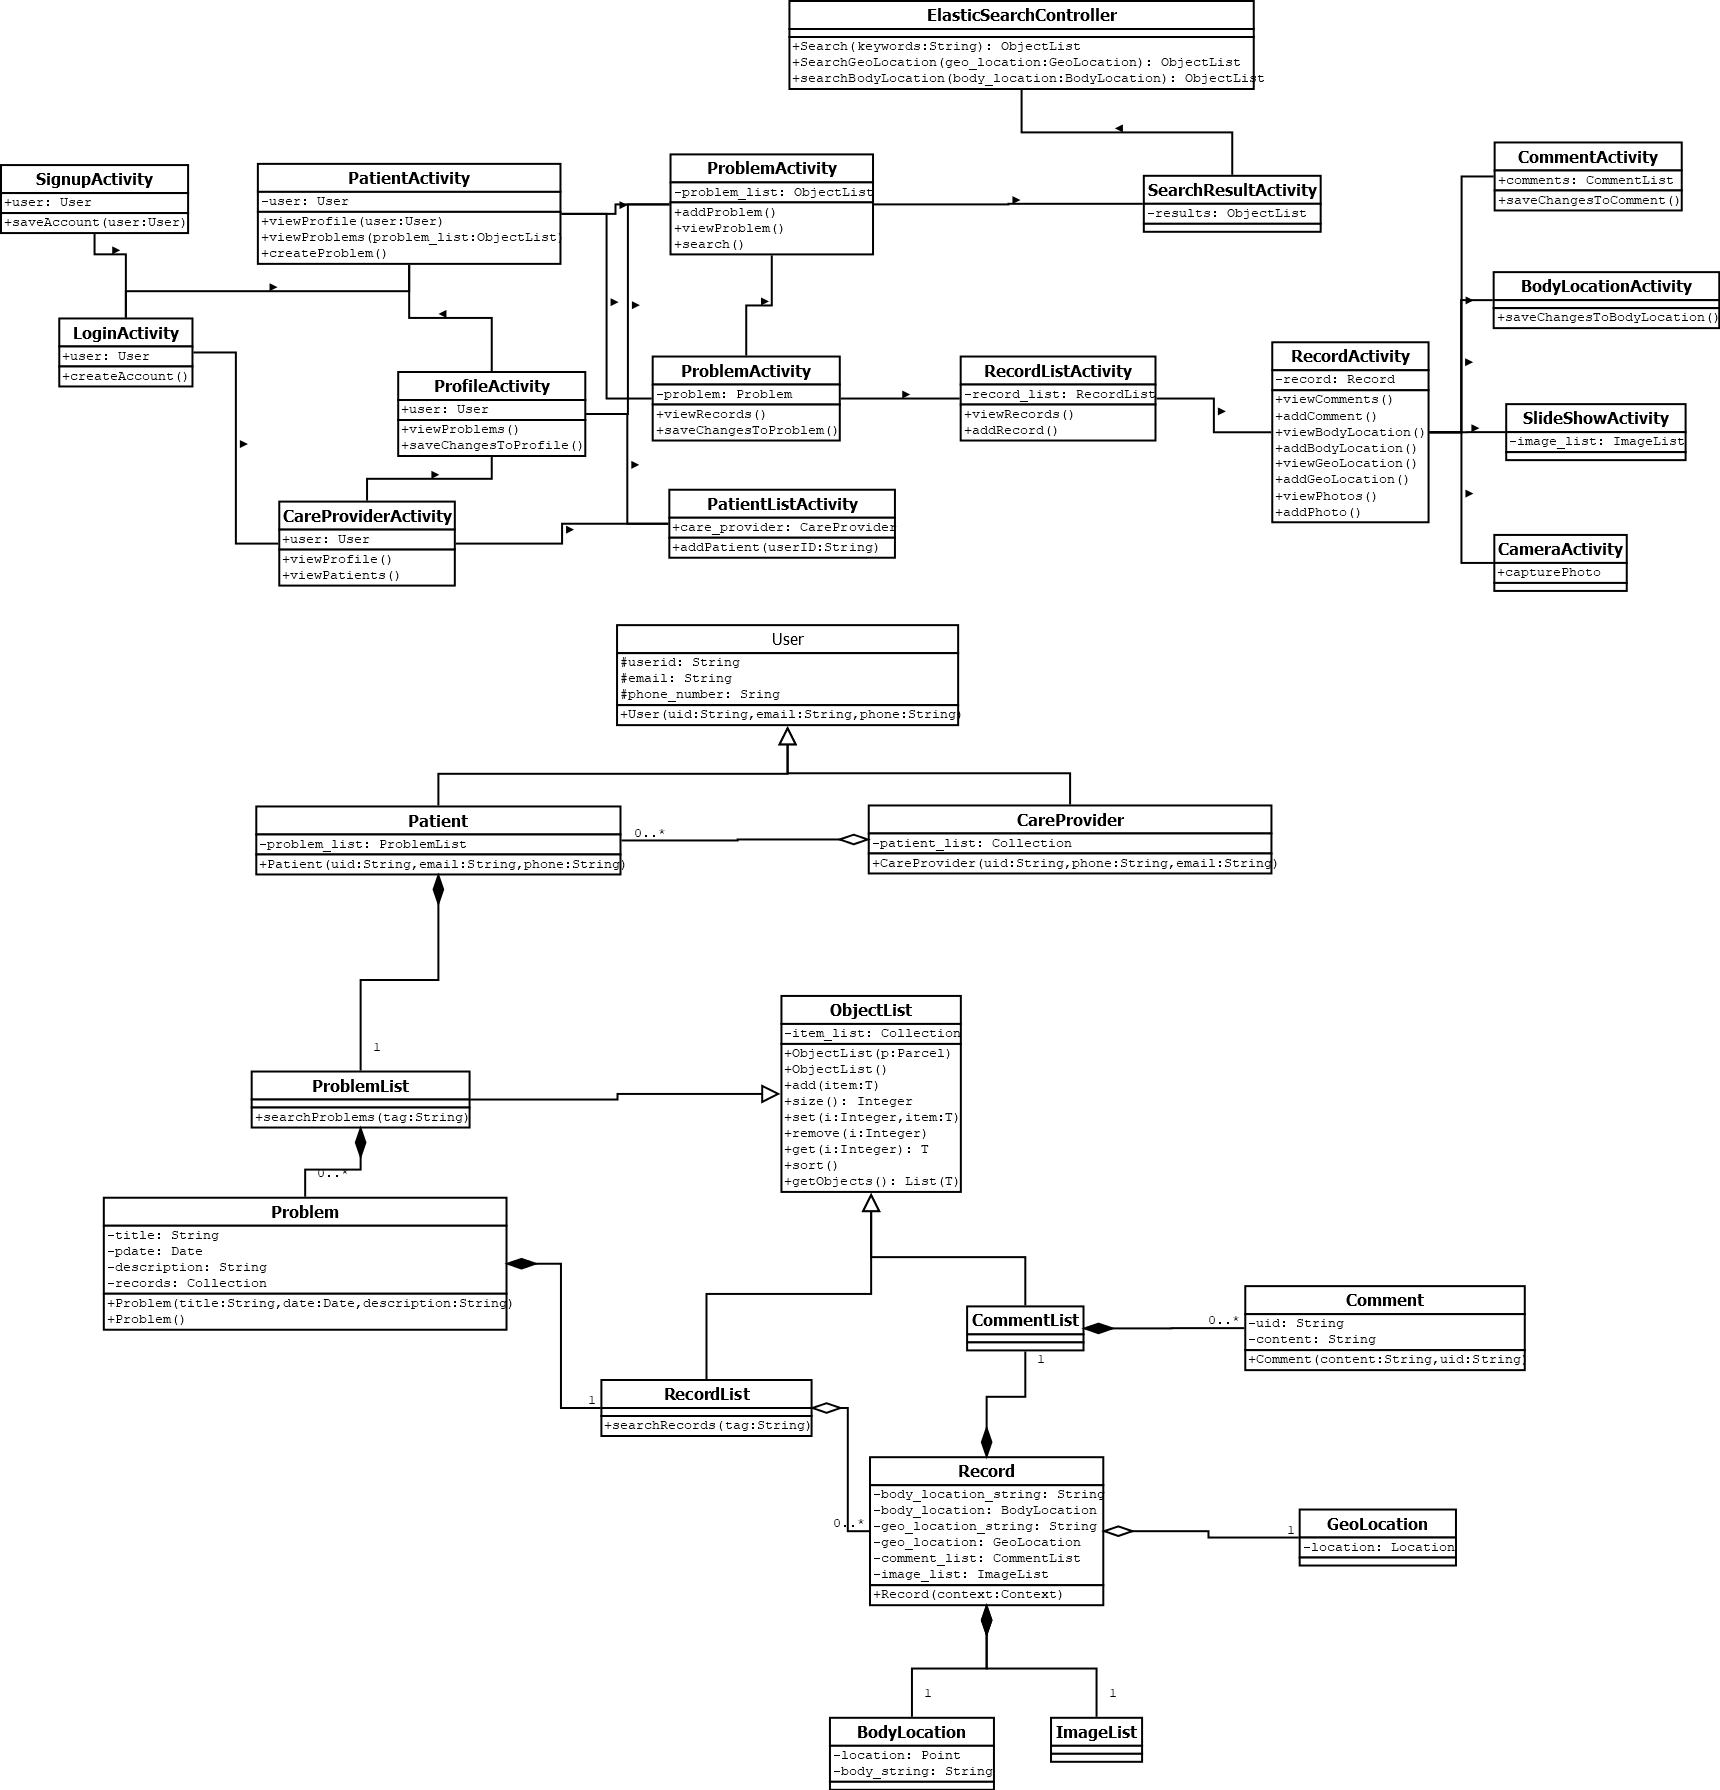 ElasticSearchController
+Search(keywords:String): ObjectList
+SearchGeoLocation(geo_location:GeoLocation): ObjectList
+searchBodyLocation(body_location:BodyLocation): ObjectList
SignupActivity
+user: User
+saveAccount(user:User)
PatientActivity
-user: User
+viewProfile(user:User)
+viewProblems(problem_list:ObjectList)
+createProblem()
ProblemActivity
-problem_list: ObjectList
+addProblem()
+viewProblem()
+search()
SearchResultActivity
-results: ObjectList
CommentActivity
+comments: CommentList
+saveChangesToComment()
BodyLocationActivity
+saveChangesToBodyLocation()
LoginActivity
+user: User
+createAccount()
ProfileActivity
+user: User
+viewProblems()
+saveChangesToProfile()
ProblemActivity
-problem: Problem
+viewRecords()
+saveChangesToProblem()
RecordListActivity
-record_list: RecordList
+viewRecords()
+addRecord()
RecordActivity
-record: Record
+viewComments()
+addComment()
+viewBodyLocation()
+addBodyLocation()
+viewGeoLocation()
+addGeoLocation()
+viewPhotos()
+addPhoto()
SlideShowActivity
-image_list: ImageList
CareProviderActivity
+user: User
+viewProfile()
+viewPatients()
PatientListActivity
+care_provider: CareProvider
+addPatient(userID:String)
CameraActivity
+capturePhoto
User
#userid: String
#email: String
#phone_number: Sring
+User(uid:String,email:String,phone:String)
Patient
-problem_list: ProblemList
+Patient(uid:String,email:String,phone:String)
0..*
CareProvider
-patient_list: Collection
+CareProvider(uid:String,phone:String,email:String)
1
ObjectList
-item_list: Collection
+ObjectList(p:Parcel)
+ObjectList()
+add(item:T)
+size(): Integer
+set(i:Integer,item:T)
+remove(i:Integer)
+get(i:Integer): T
+sort()
+getObjects(): List(T)
ProblemList
+searchProblems(tag:String)
0..*
Problem
-title: String
-pdate: Date
-description: String
-records: Collection
+Problem(title:String,date:Date,description:String)
+Problem()
CommentList
0..*
1
Comment
-uid: String
-content: String
+Comment(content:String,uid:String)
1
RecordList
+searchRecords(tag:String)
0..*
Record
-body_location_string: String
-body_location: BodyLocation
-geo_location_string: String
-geo_location: GeoLocation
-comment_list: CommentList
-image_list: ImageList
+Record(context:Context)
1
GeoLocation
-location: Location
1
1
BodyLocation
-location: Point
-body_string: String
ImageList